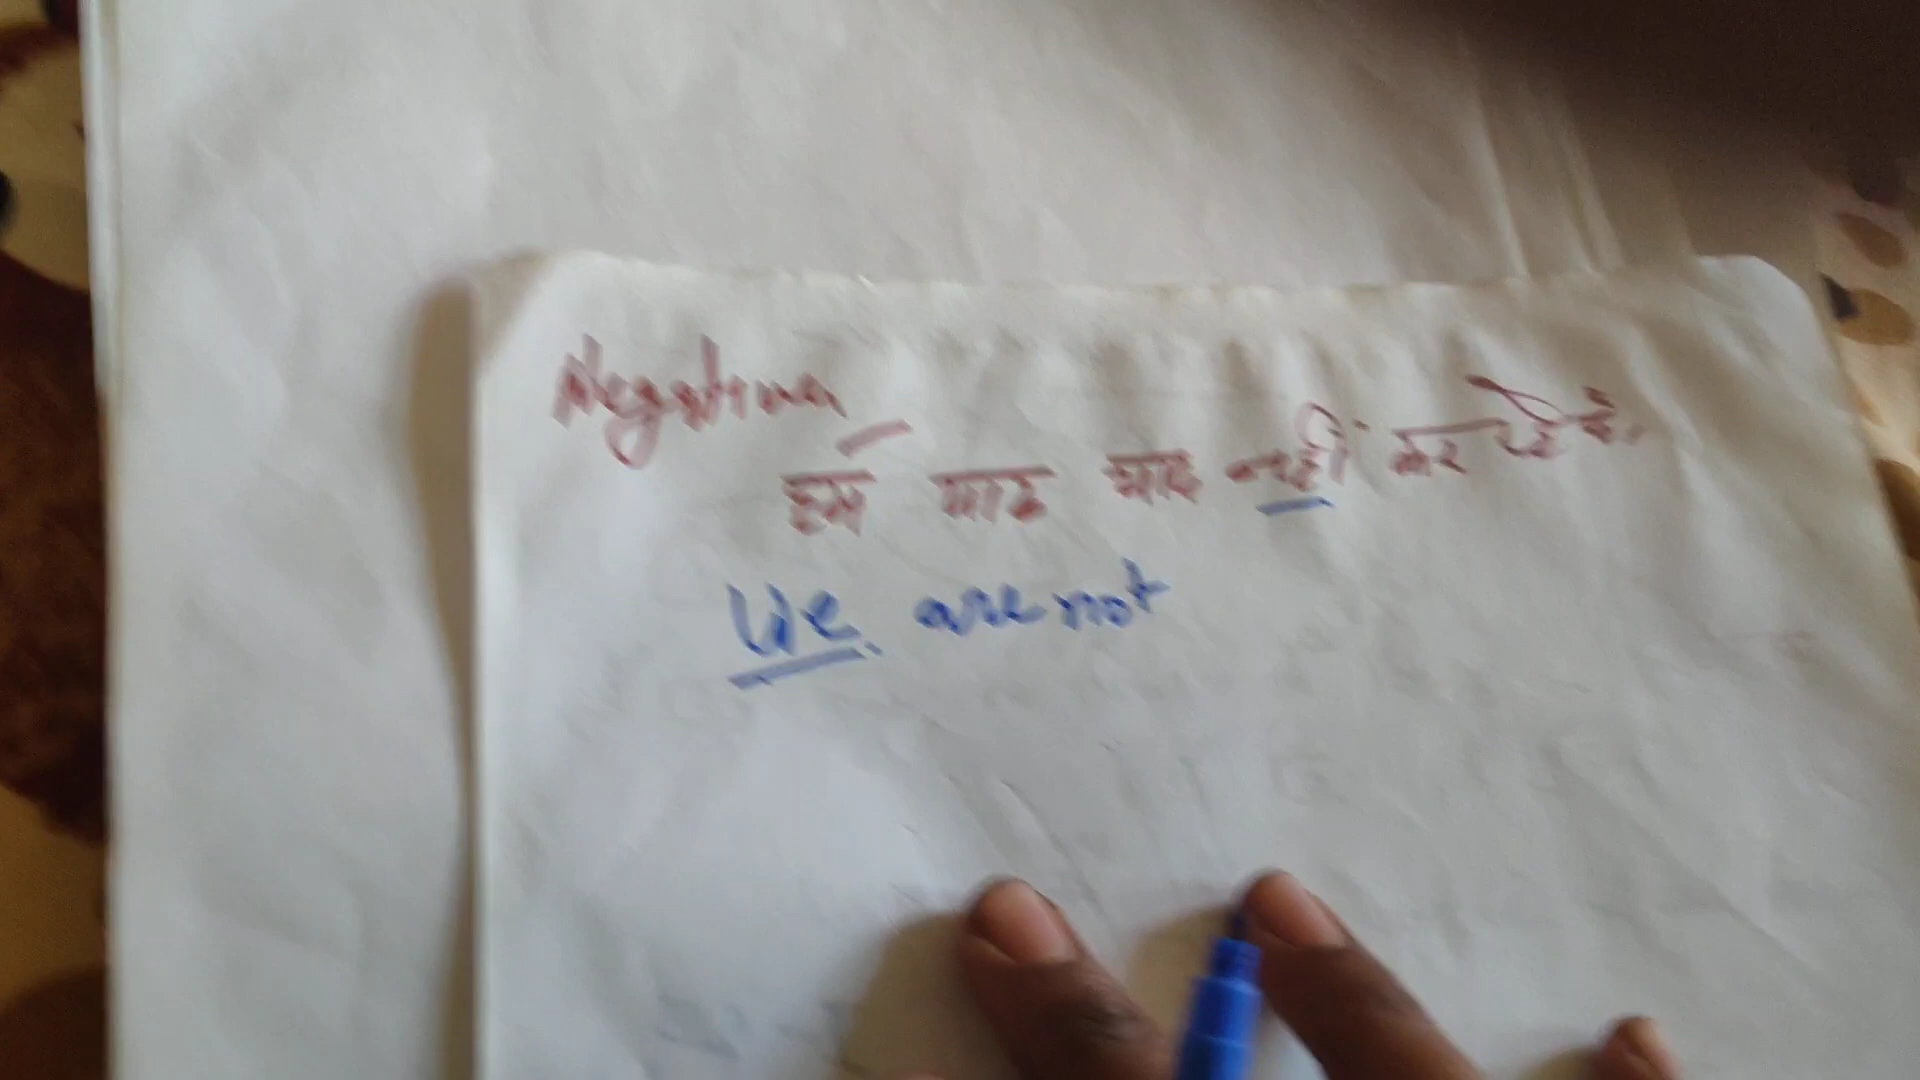 Negative
हम पाठ याद नही कर रहे हैं,
We are not